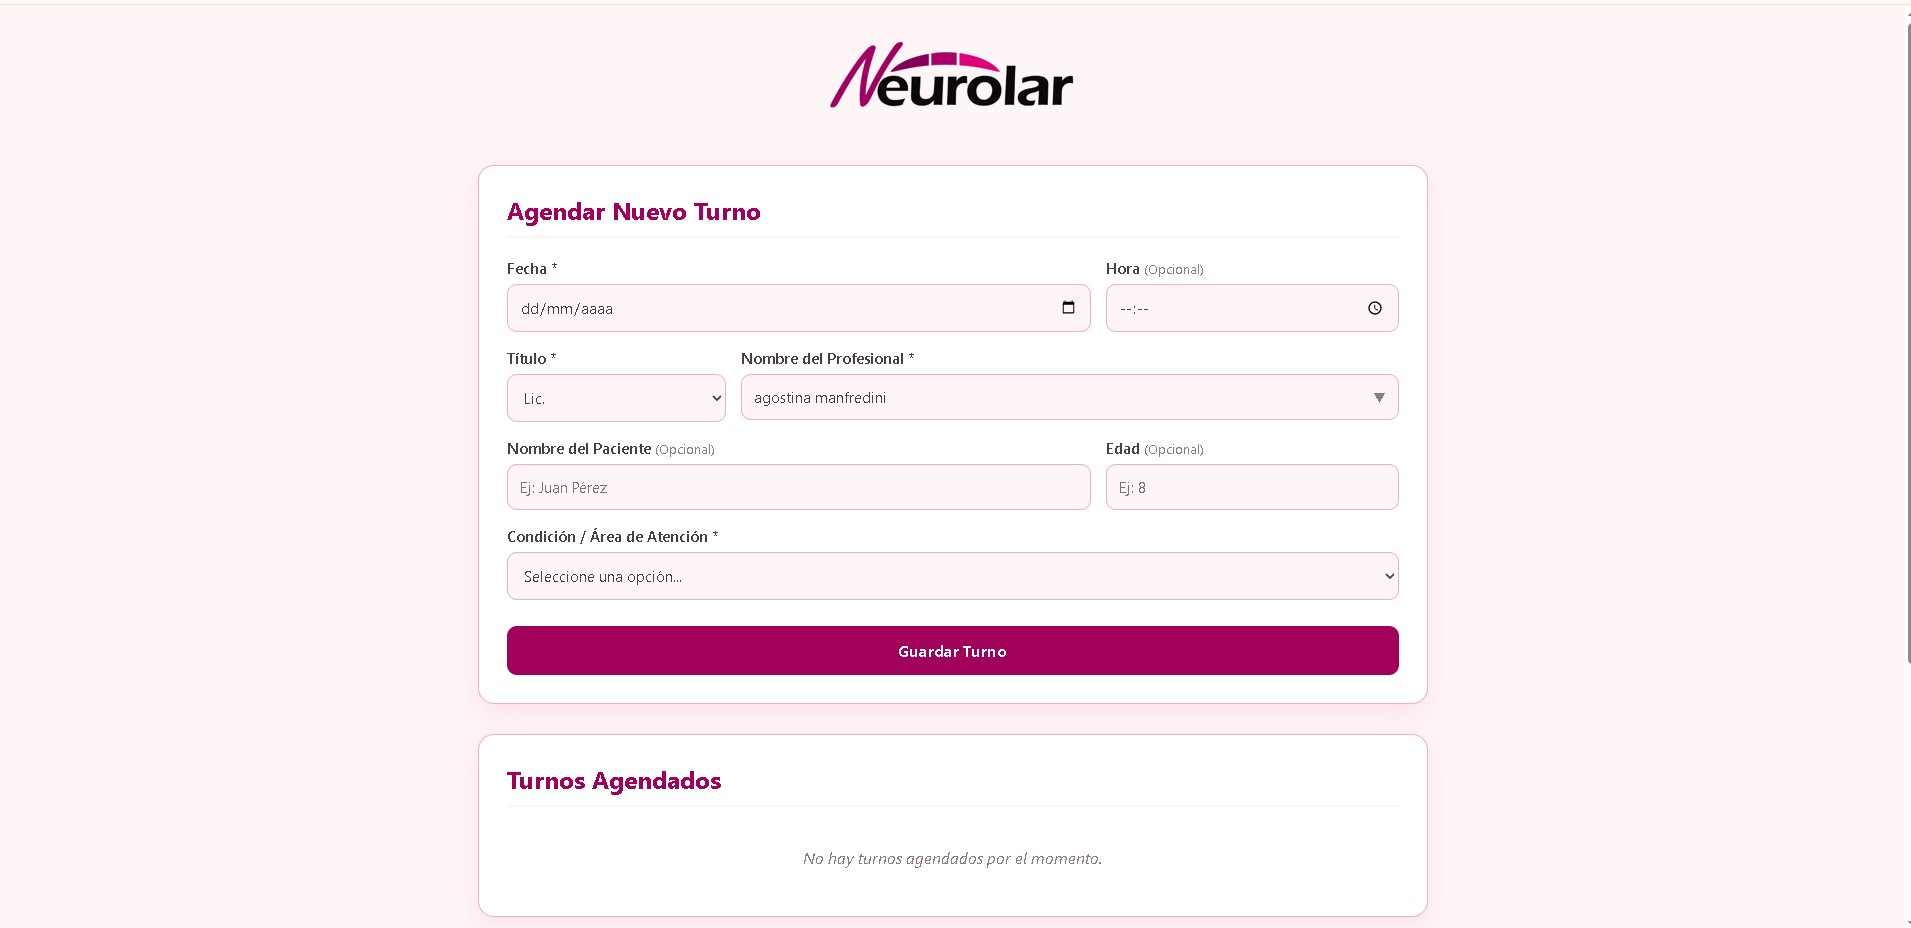 Neurolar
Agendar Nuevo Turno
Fecha * Hora (Opcional)
dd/mm/aaaa --:--
Título * Nombre del Profesional *
Lic. agostina manfredini
Nombre del Paciente (Opcional) Edad (Opcional)
Ej: Juan Pérez Ej: 8
Condición / Área de Atención *
Seleccione una opción...
Guardar Turno
Turnos Agendados
No hay turnos agendados por el momento.